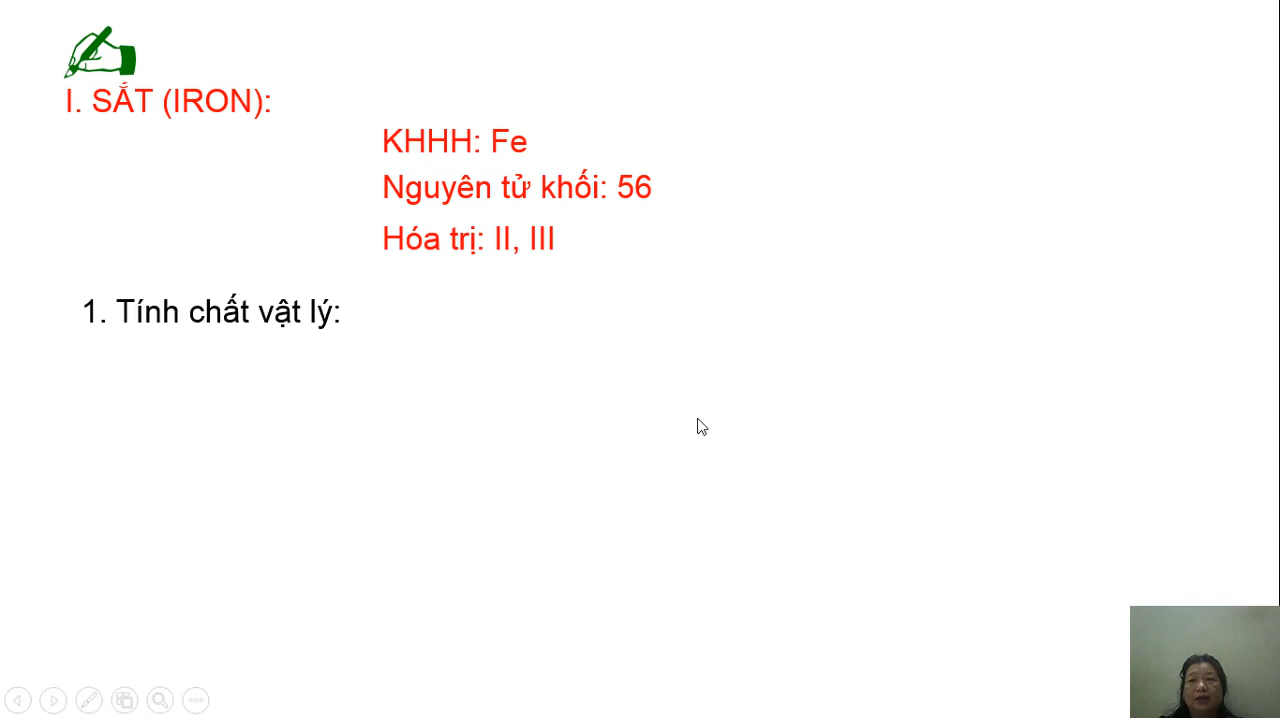 I. SẮT (IRON):
KHHH: Fe
Nguyên tử khối: 56
Hóa trị: II, III
1. Tính chất vật lý: